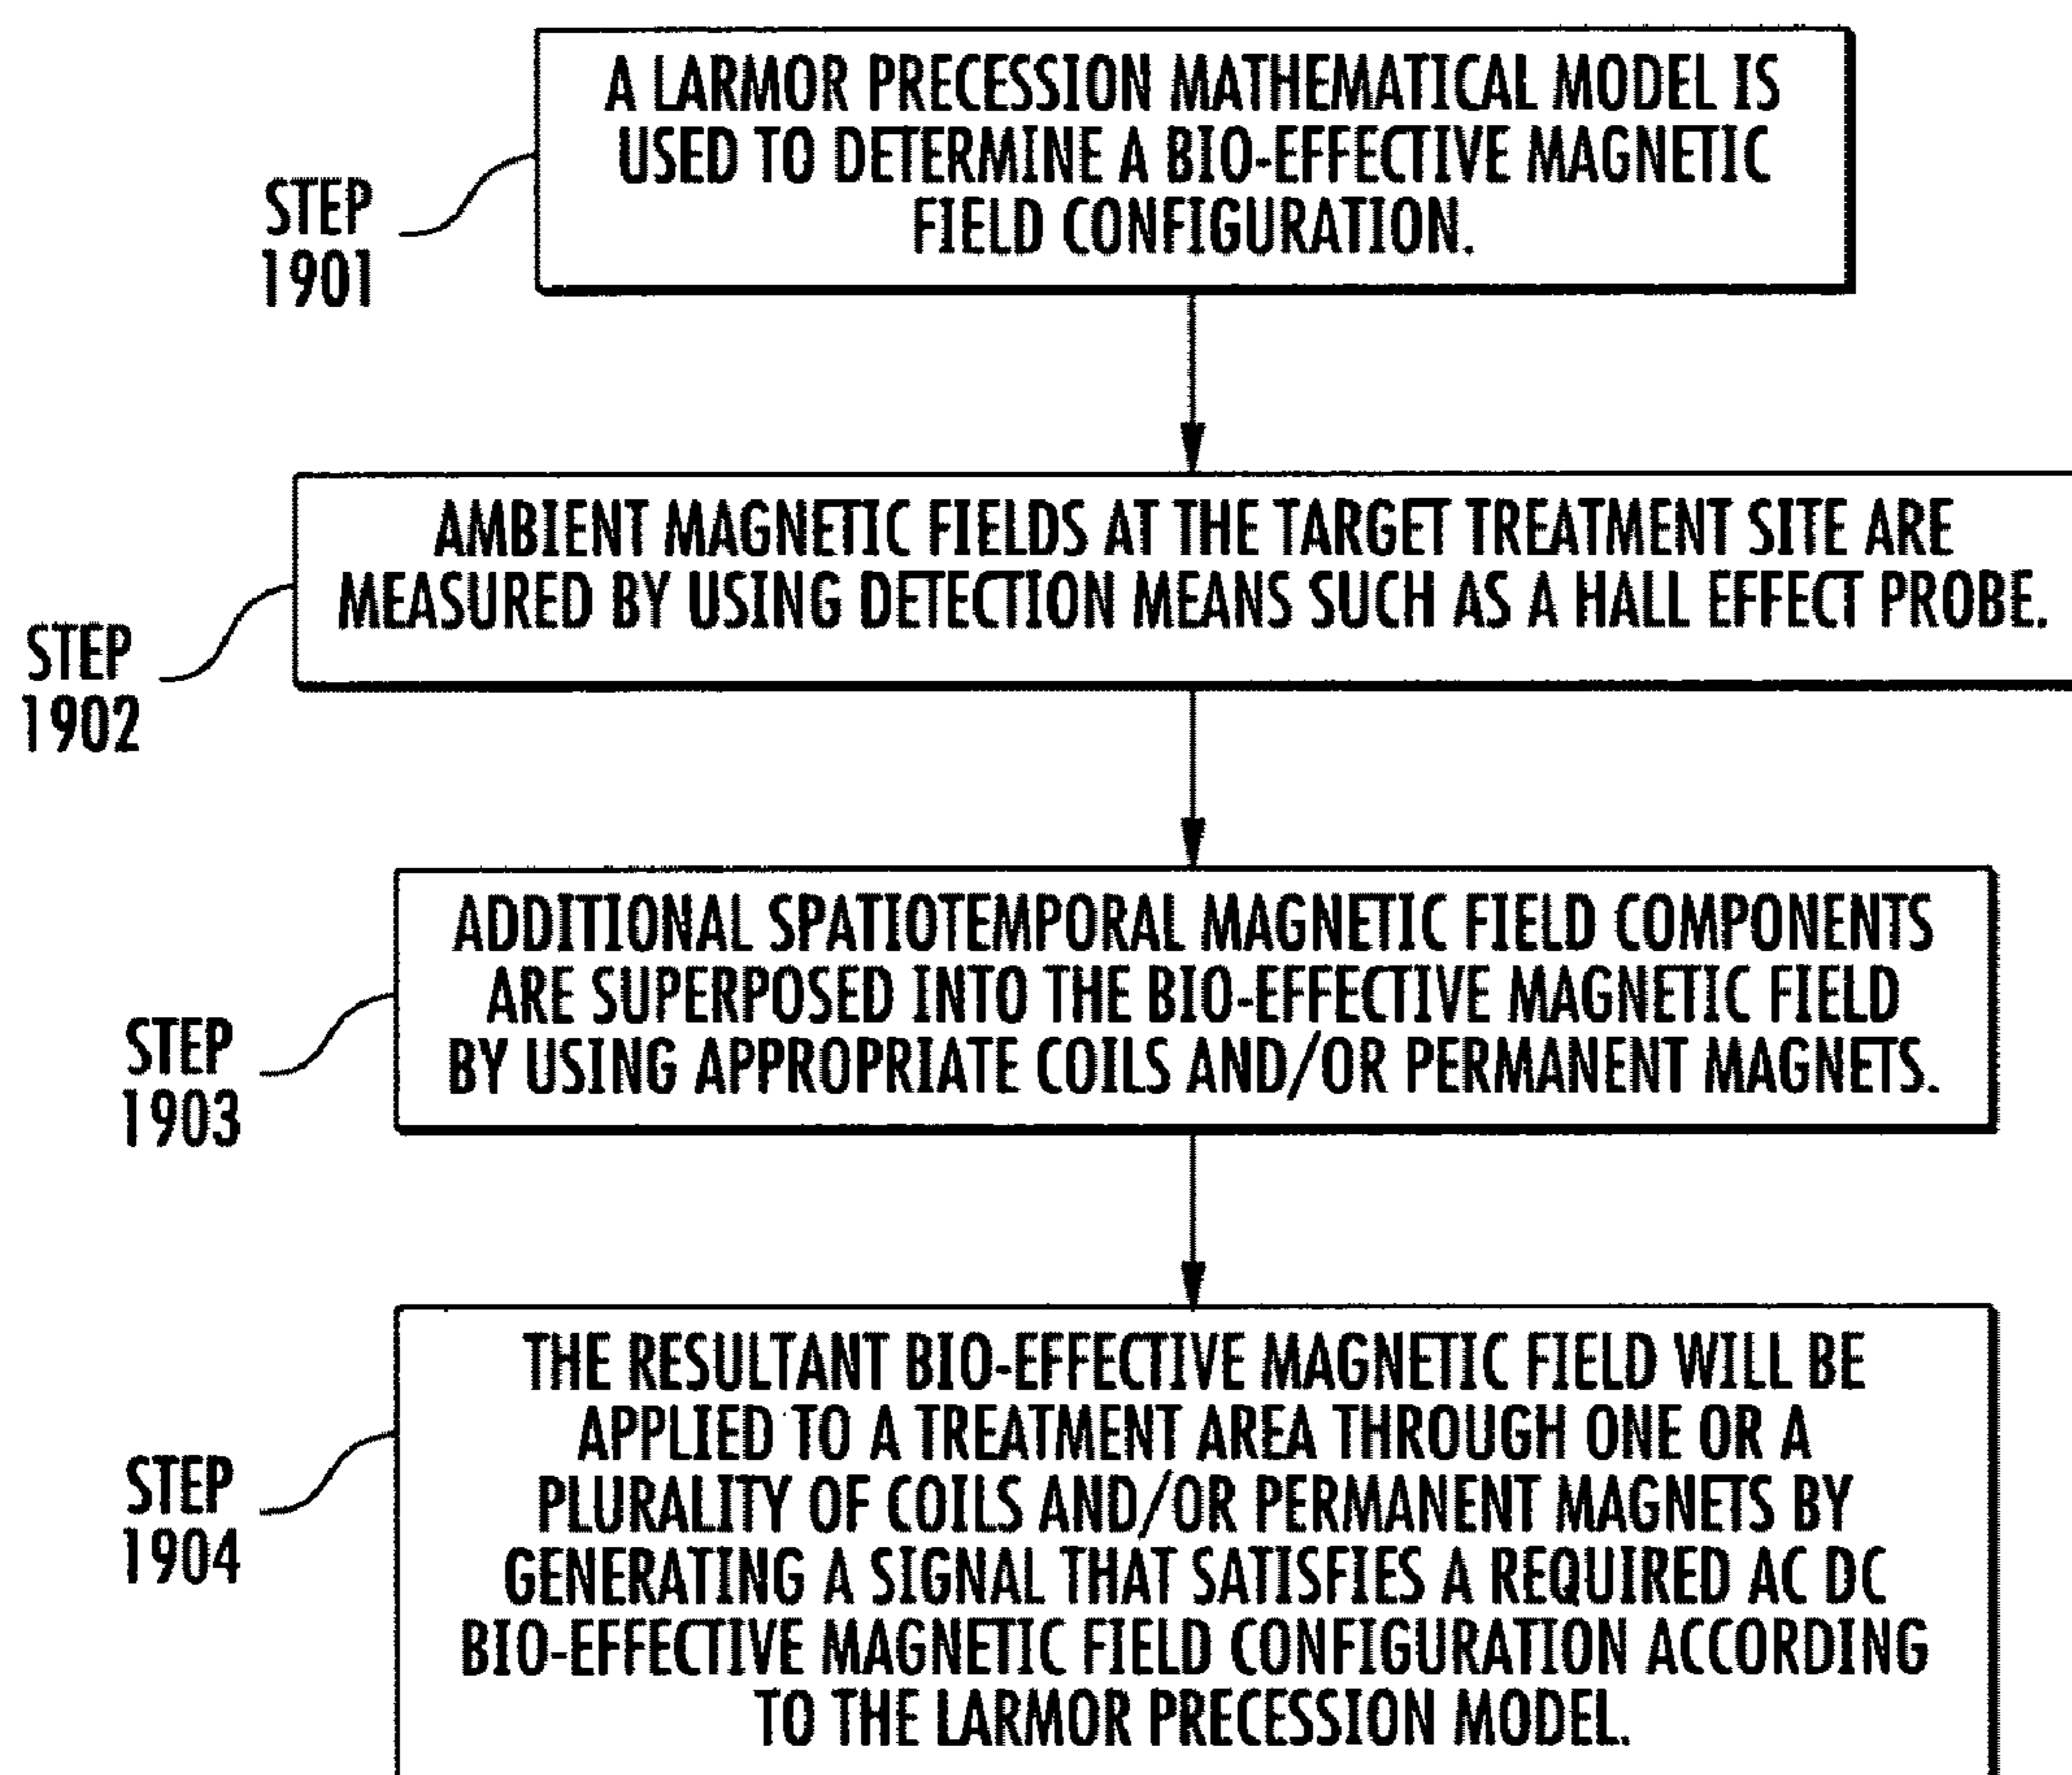 A LARMOR PRECESSION MATHEMATICAL MODEL IS
USED TO DETERMINE A BIO-EFFECTIVE MAGNETIC
FIELD CONFIGURATION.
STEP
1901
AMBIENT MAGNETIC FIELDS AT THE TARGET TREATMENT SITE ARE
MEASURED BY USING DETECTION MEANS SUCH AS A HALL EFFECT PROBE.
STEP
1902
ADDITIONAL SPATIOTEMPORAL MAGNETIC FIELD COMPONENTS
ARE SUPERPOSED INTO THE BIO-EFFECTIVE MAGNETIC FIELD
BY USING APPROPRIATE COILS AND/OR PERMANENT MAGNETS.
STEP
1903
THE RESULTANT BIO-EFFECTIVE MAGNETIC FIELD WILL BE
APPLIED TO A TREATMENT AREA THROUGH ONE OR A
PLURALITY OF COILS AND/OR PERMANENT MAGNETS BY
GENERATING A SIGNAL THAT SATISFIES A REQUIRED AC DC
BIO-EFFECTIVE MAGNETIC FIELD CONFIGURATION ACCORDING
TO THE LARMOR PRECESSION MODEL.
STEP
1904